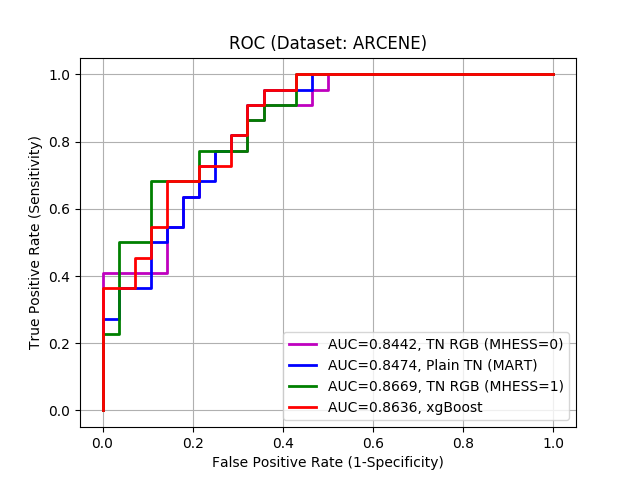 ROC (Dataset: ARCENE)
True Positive Rate (Sensitivity)
1.0
0.8
0.6
0.4
0.2
0.0
AUC=0.8442, TN RGB (MHESS=0)
AUC=0.8474, Plain TN (MART)
AUC=0.8669, TN RGB (MHESS=1)
AUC=0.8636, xgBoost
0.0 0.2 0.4 0.6 0.8 1.0
False Positive Rate (1-Specificity)